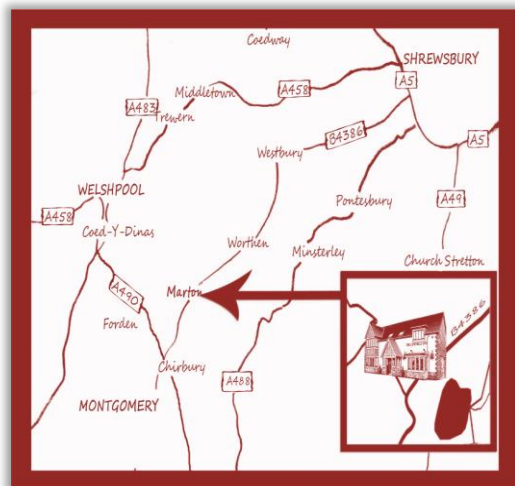 Coedway
SHREWSBURY
A5
Middletown
A458
A483
Trewern
B4386
A5
Westbury
WELSHPOOL
Pontesbury
A49
A458
Coed-Y-Dinas
Worthen
Minsterley
Church Stretton
Marton
A490
B4386
Forden
Chirbury
A488
MONTGOMERY